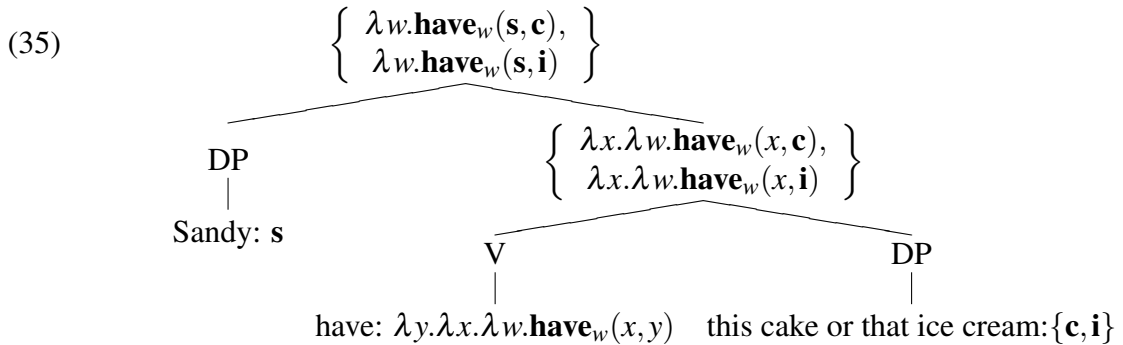 (35)
{ λw.have_w(s, c),
λw.have_w(s, i) }
DP
{ λx.λw.have_w(x, c),
λx.λw.have_w(x, i) }
Sandy: s
V DP
have: λy.λx.λw.have_w(x, y) this cake or that ice cream:{c, i}